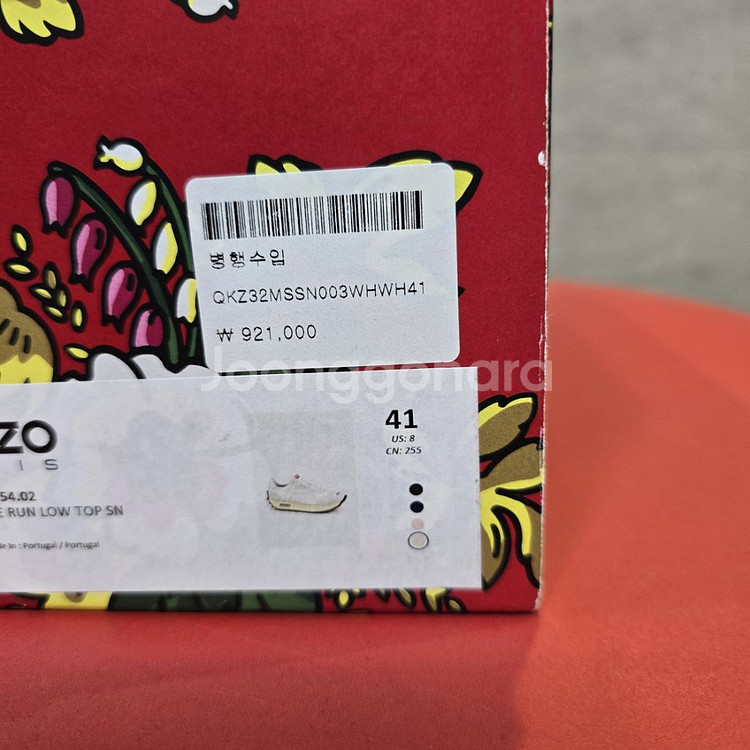 병행수입
QKZ32MSSN003WHWH41
₩ 921,000
Joonggonara
ZO
IS
54.02
E RUN LOW TOP SN
de In : Portugal / Portugal
41
US: 8
CN: 255